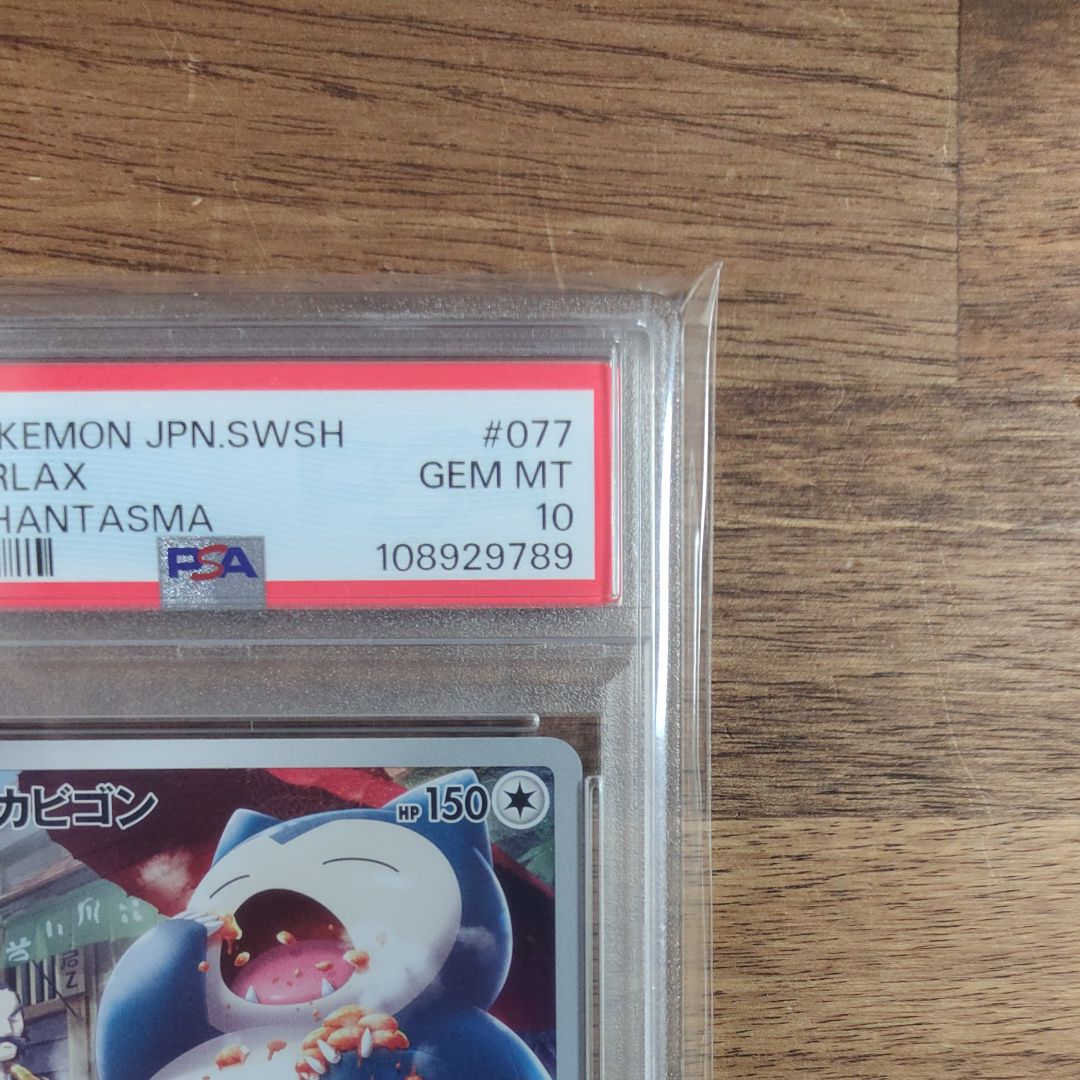 KEMON JPN.SWSH #077
RLAX GEM MT
HANTASMA 10
PSA 108929789
カビゴン HP 150